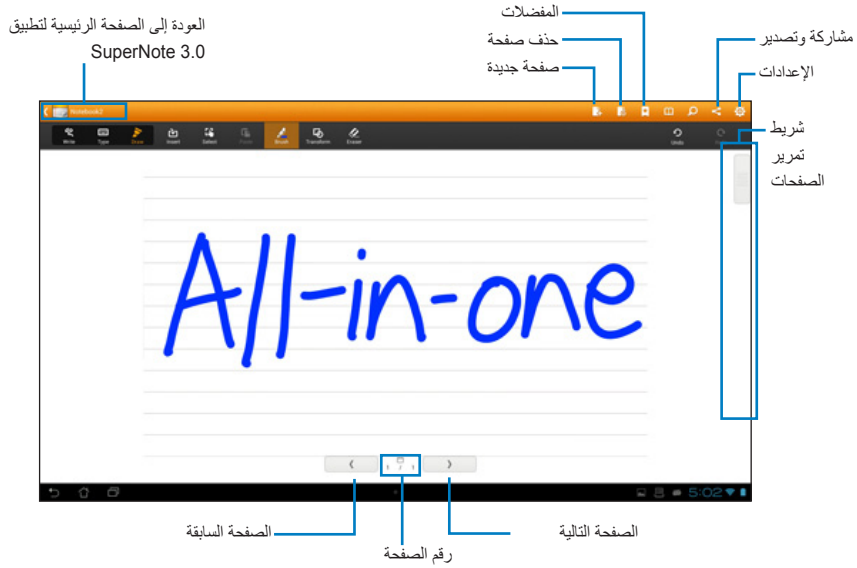 المفضلات
العودة إلى الصفحة الرئيسية لتطبيق
SuperNote 3.0
حذف صفحة
مشاركة وتصدير
صفحة جديدة
الإعدادات
Notebook2
شريط
تمرير
الصفحات
Write Type Draw Insert Select Brush Transform Eraser Undo
All-in-one
5:02
الصفحة السابقة
الصفحة التالية
رقم الصفحة